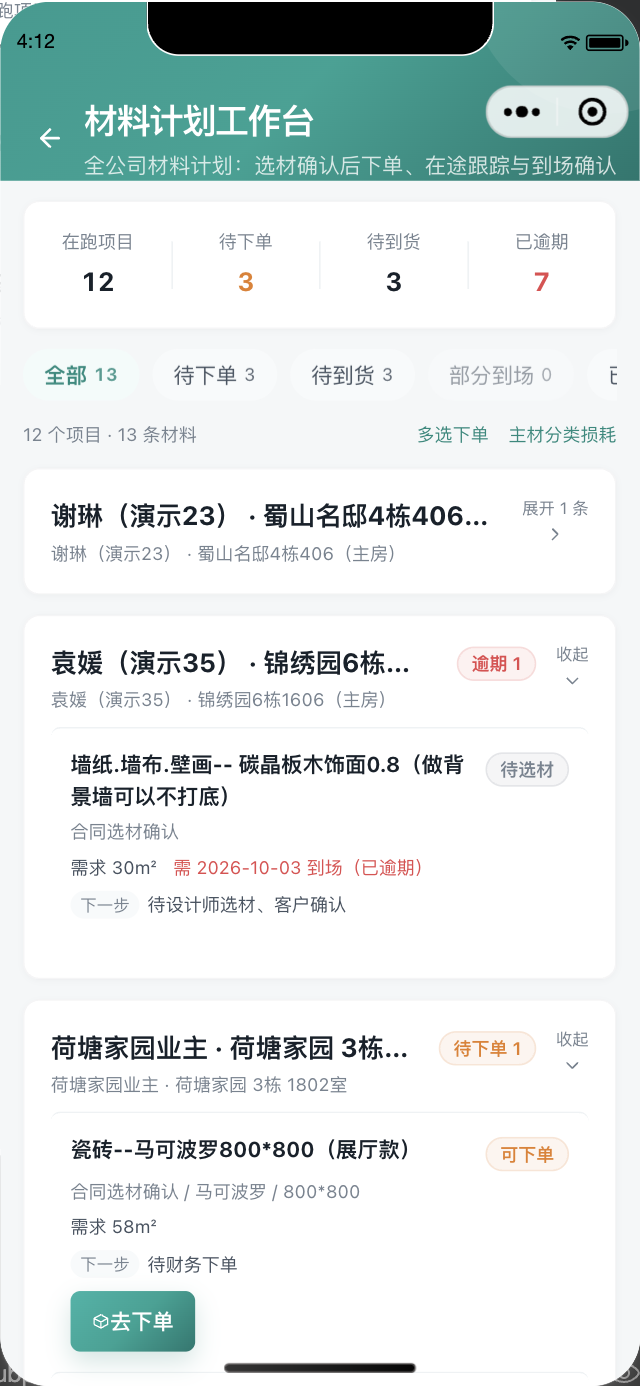 4:12
材料计划工作台
全公司材料计划：选材确认后下单、在途跟踪与到场确认
在跑项目 待下单 待到货 已逾期
12 3 3 7
全部 13 待下单 3 待到货 3 部分到场 0
12 个项目 · 13 条材料 多选下单 主材分类损耗
谢琳（演示23） · 蜀山名邸4栋406... 展开 1 条
谢琳（演示23） · 蜀山名邸4栋406（主房）
袁媛（演示35） · 锦绣园6栋... 逾期 1 收起
袁媛（演示35） · 锦绣园6栋1606（主房）
墙纸.墙布.壁画-- 碳晶板木饰面0.8（做背 待选材
景墙可以不打底）
合同选材确认
需求 30m² 需 2026-10-03 到场（已逾期）
下一步 待设计师选材、客户确认
荷塘家园业主 · 荷塘家园 3栋... 待下单 1 收起
荷塘家园业主 · 荷塘家园 3栋 1802室
瓷砖--马可波罗800*800（展厅款） 可下单
合同选材确认 / 马可波罗 / 800*800
需求 58m²
下一步 待财务下单
去下单